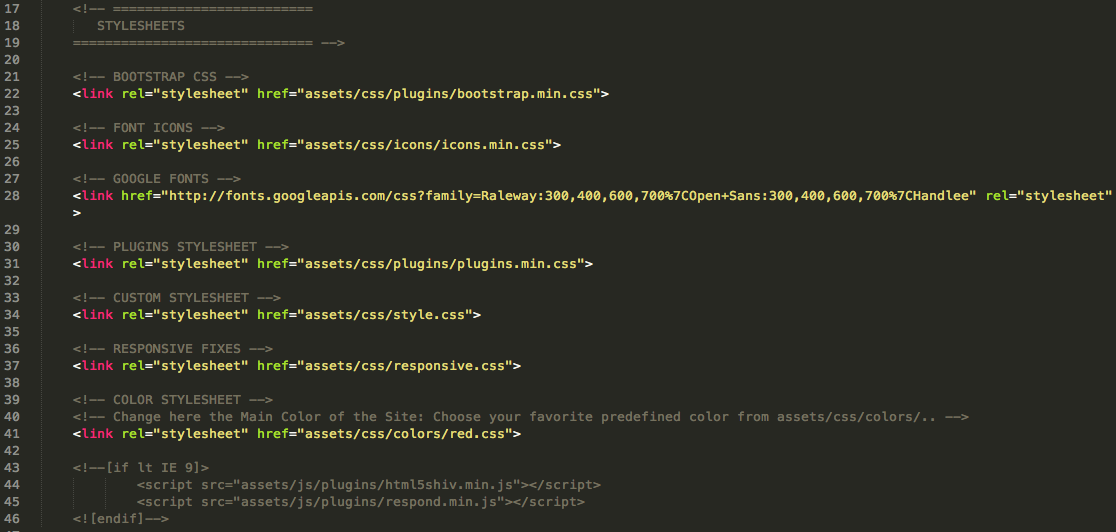 17 <!-- =========================
18 STYLESHEETS
19 ============================== -->
20
21 <!-- BOOTSTRAP CSS -->
22 <link rel="stylesheet" href="assets/css/plugins/bootstrap.min.css">
23
24 <!-- FONT ICONS -->
25 <link rel="stylesheet" href="assets/css/icons/icons.min.css">
26
27 <!-- GOOGLE FONTS -->
28 <link href="http://fonts.googleapis.com/css?family=Raleway:300,400,600,700%7COpen+Sans:300,400,600,700%7CHandlee" rel="stylesheet"
>
29
30 <!-- PLUGINS STYLESHEET -->
31 <link rel="stylesheet" href="assets/css/plugins/plugins.min.css">
32
33 <!-- CUSTOM STYLESHEET -->
34 <link rel="stylesheet" href="assets/css/style.css">
35
36 <!-- RESPONSIVE FIXES -->
37 <link rel="stylesheet" href="assets/css/responsive.css">
38
39 <!-- COLOR STYLESHEET -->
40 <!-- Change here the Main Color of the Site: Choose your favorite predefined color from assets/css/colors/.. -->
41 <link rel="stylesheet" href="assets/css/colors/red.css">
42
43 <!--[if lt IE 9]>
44 <script src="assets/js/plugins/html5shiv.min.js"></script>
45 <script src="assets/js/plugins/respond.min.js"></script>
46 <![endif]-->